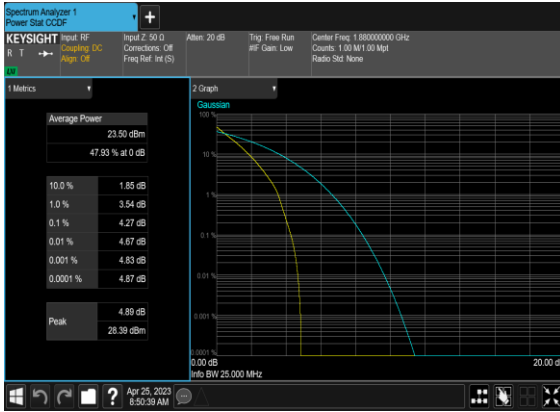 Spectrum Analyzer 1
Power Stat CCDF
+
KEYSIGHT
R T
Input: RF
Coupling: DC
Align: Off
Input Z: 50 Ω
Corrections: Off
Freq Ref: Int (S)
Atten: 20 dB
Trig: Free Run
#IF Gain: Low
Center Freq: 1.880000000 GHz
Counts: 1.00 M/1.00 Mpt
Radio Std: None
1 Metrics
Average Power
23.50 dBm
47.93 % at 0 dB
10.0 % 1.85 dB
1.0 % 3.54 dB
0.1 % 4.27 dB
0.01 % 4.67 dB
0.001 % 4.83 dB
0.0001 % 4.87 dB
Peak 4.89 dB
28.39 dBm
2 Graph
Gaussian
100 %
10 %
1 %
0.1 %
0.01 %
0.001 %
0.0001 %
0.00 dB
20.00 d
Info BW 25.000 MHz
?
Apr 25, 2023
8:50:39 AM